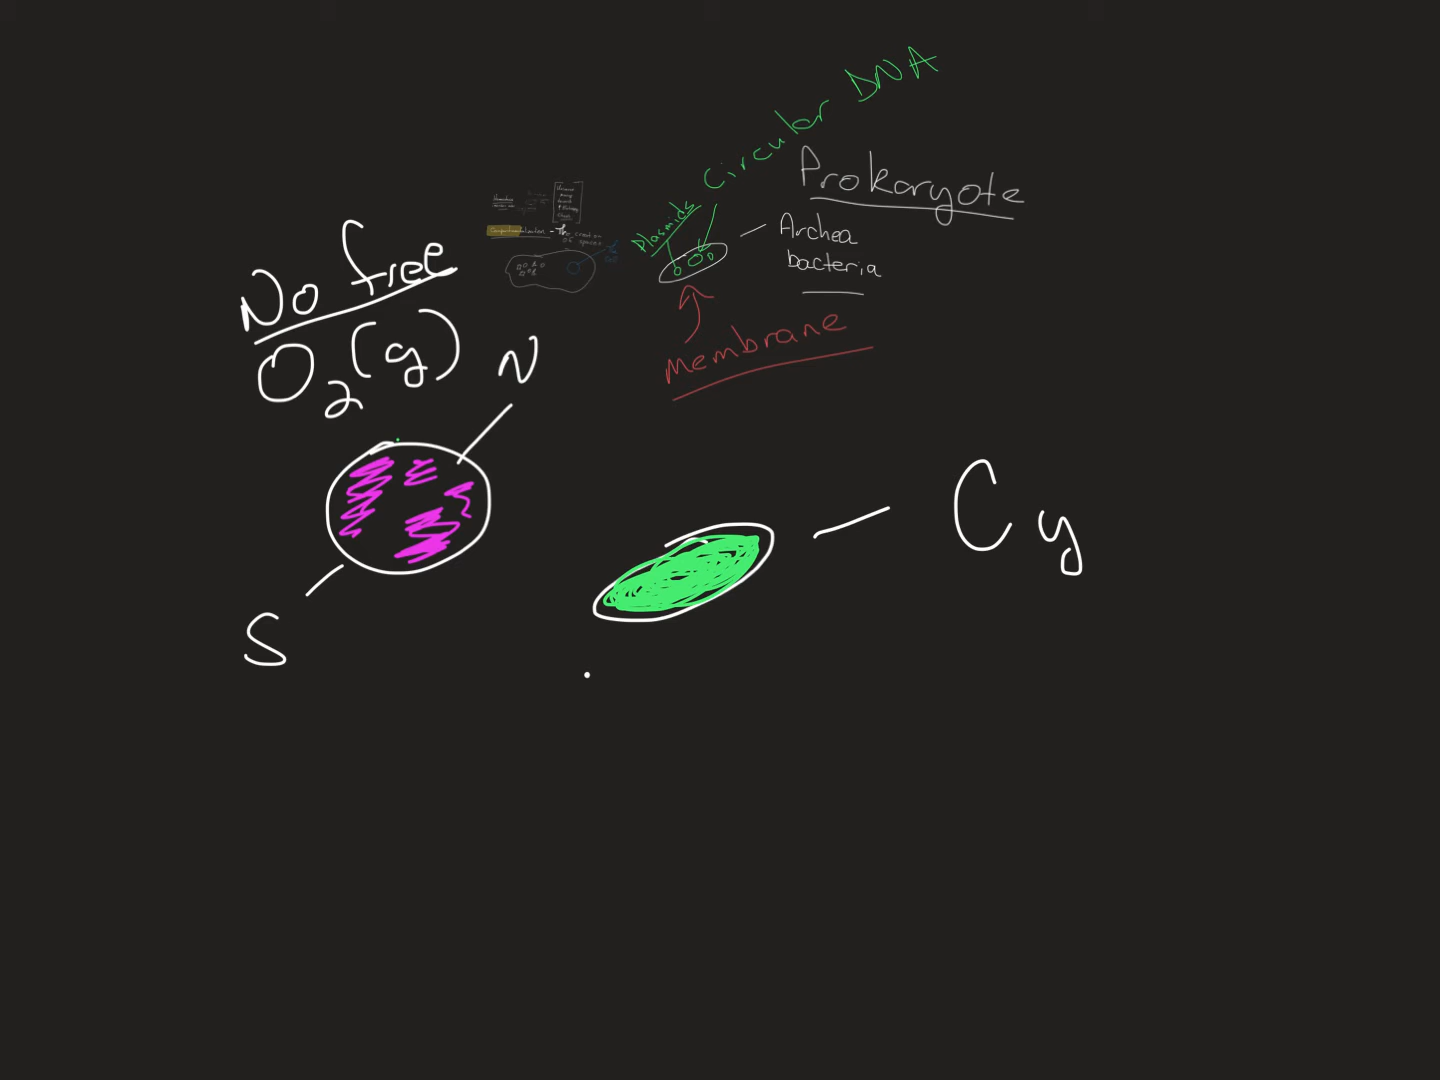 Circular DNA
Prokaryote
Plasmids
Archea
bacteria
Membrane
No free
O2(g)
N
S
Cy